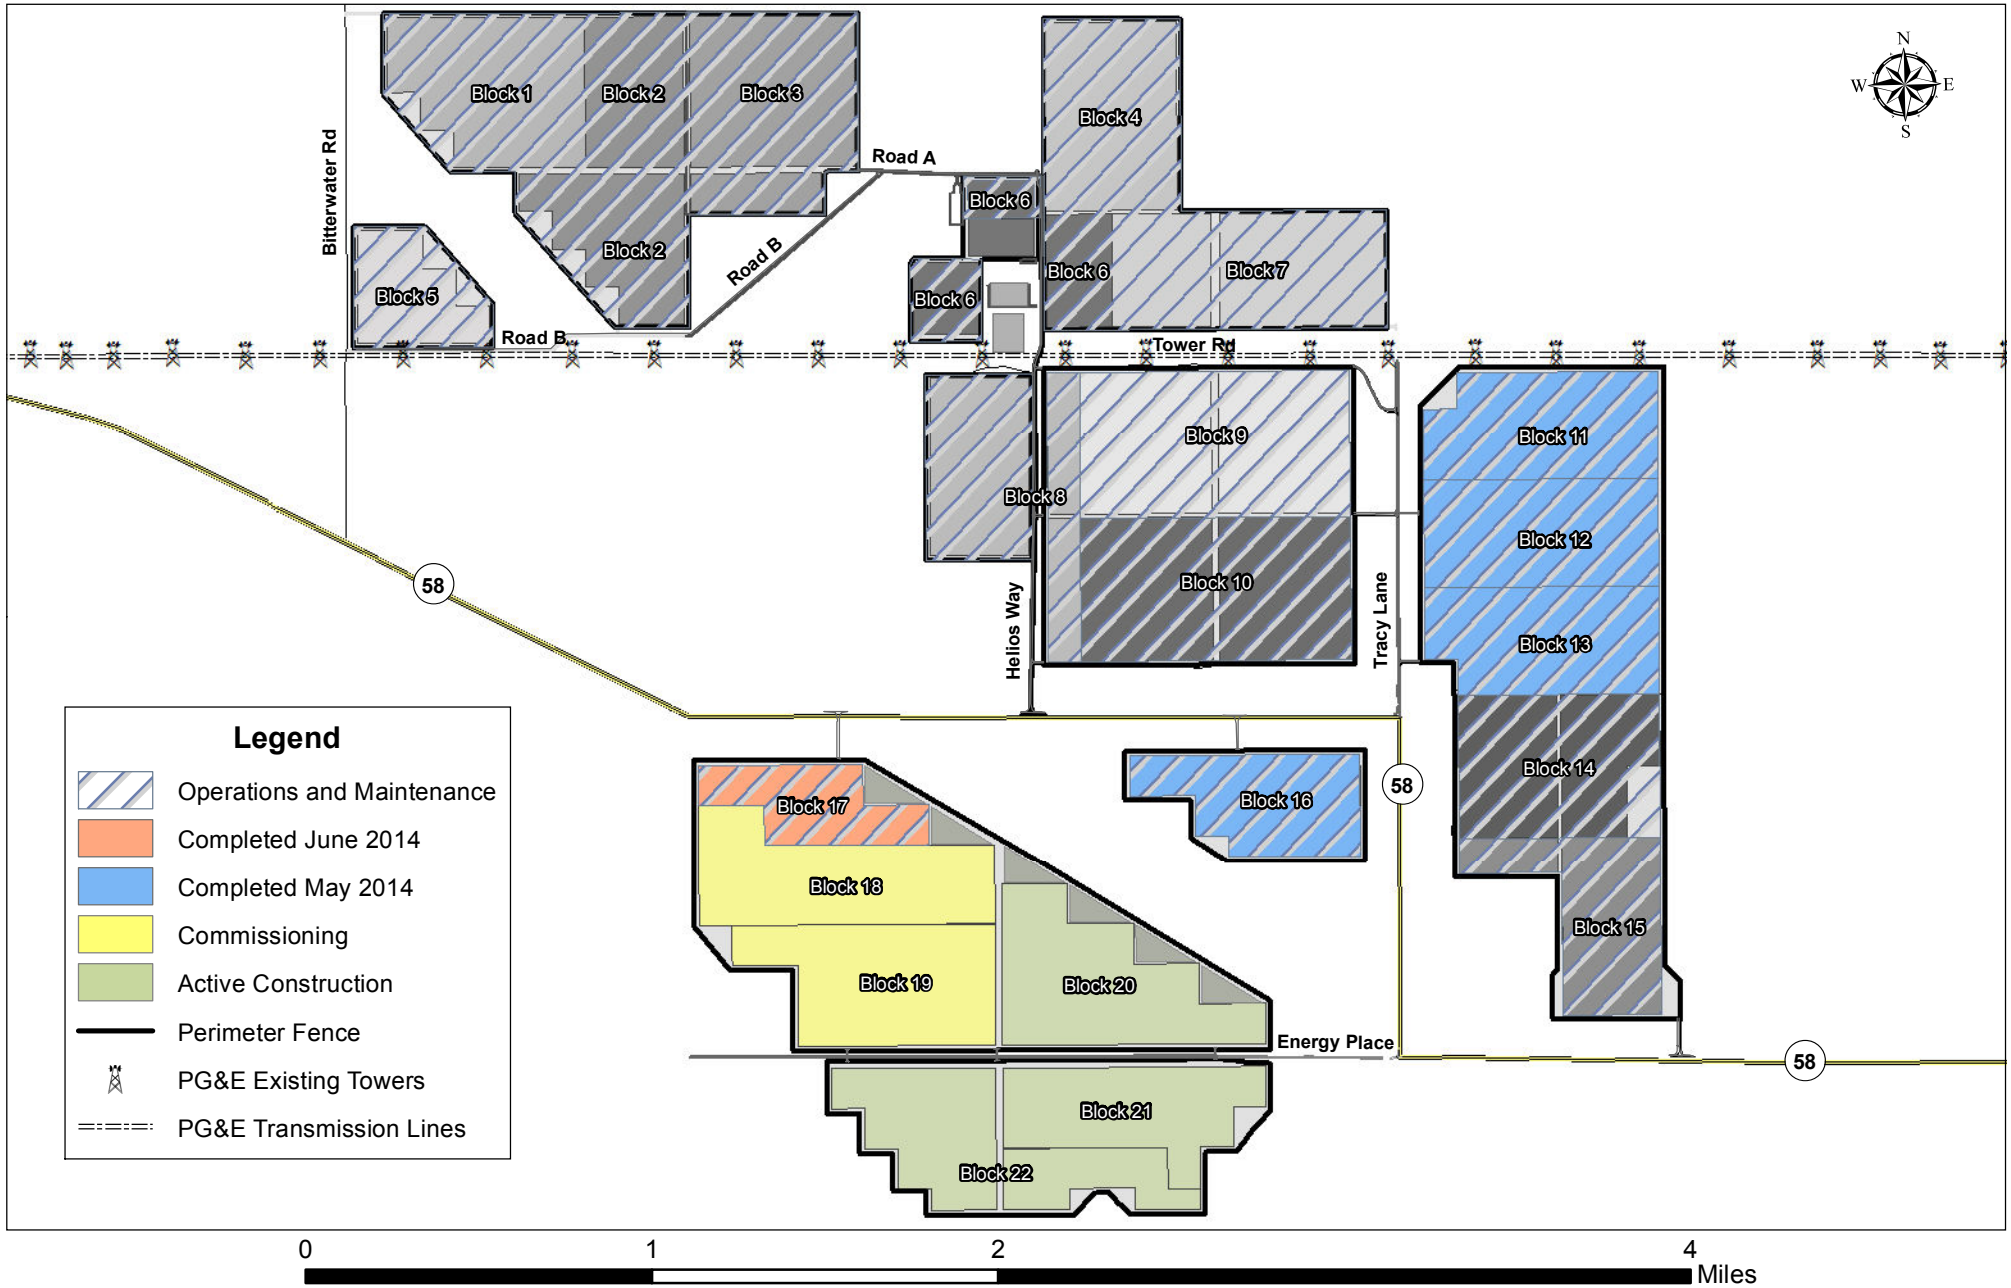 N
W E
S
Block 1
Block 2
Block 3
Block 4
Bitterwater Rd
Road A
Block 6
Block 2
Road B
Block 5
Block 6
Block 6
Block 7
Road B
Tower Rd
Block 9
Block 11
Block 8
Block 12
58
Block 10
Helios Way
Tracy Lane
Block 13
Block 14
58
Block 17
Block 16
Block 18
Block 15
Block 19
Block 20
Energy Place
58
Block 21
Block 22
Legend
Operations and Maintenance
Completed June 2014
Completed May 2014
Commissioning
Active Construction
Perimeter Fence
PG&E Existing Towers
PG&E Transmission Lines
0 1 2 4
Miles